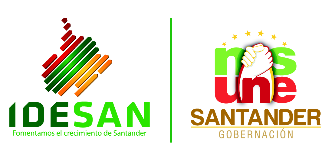 IDESAN
Fomentamos el crecimiento de Santander
nos
une
SANTANDER
GOBERNACIÓN